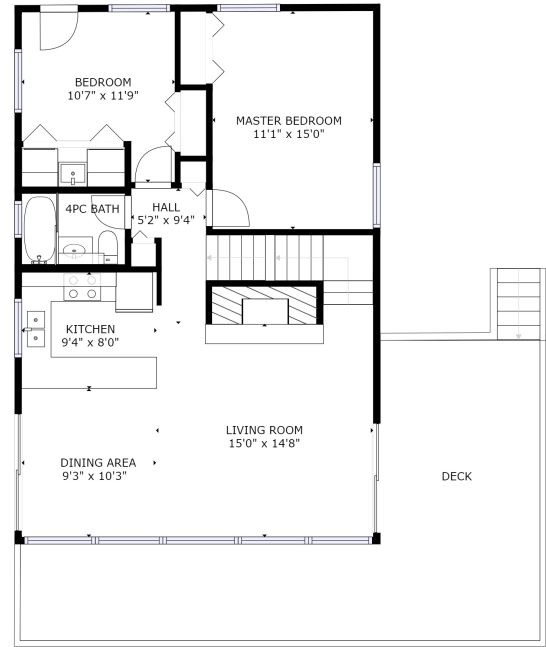 BEDROOM
10'7" x 11'9"
MASTER BEDROOM
11'1" x 15'0"
4PC BATH
HALL
5'2" x 9'4"
KITCHEN
9'4" x 8'0"
LIVING ROOM
15'0" x 14'8"
DINING AREA
9'3" x 10'3"
DECK